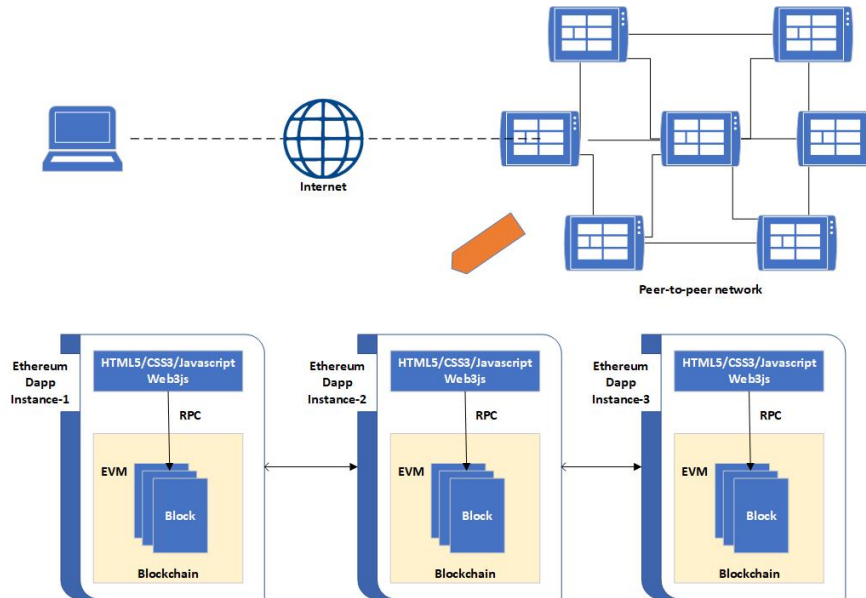 Internet
Peer-to-peer network
Ethereum
Dapp
Instance-1
HTML5/CSS3/Javascript
Web3js
RPC
EVM
Block
Blockchain
Ethereum
Dapp
Instance-2
HTML5/CSS3/Javascript
Web3js
RPC
EVM
Block
Blockchain
Ethereum
Dapp
Instance-3
HTML5/CSS3/Javascript
Web3js
RPC
EVM
Block
Blockchain